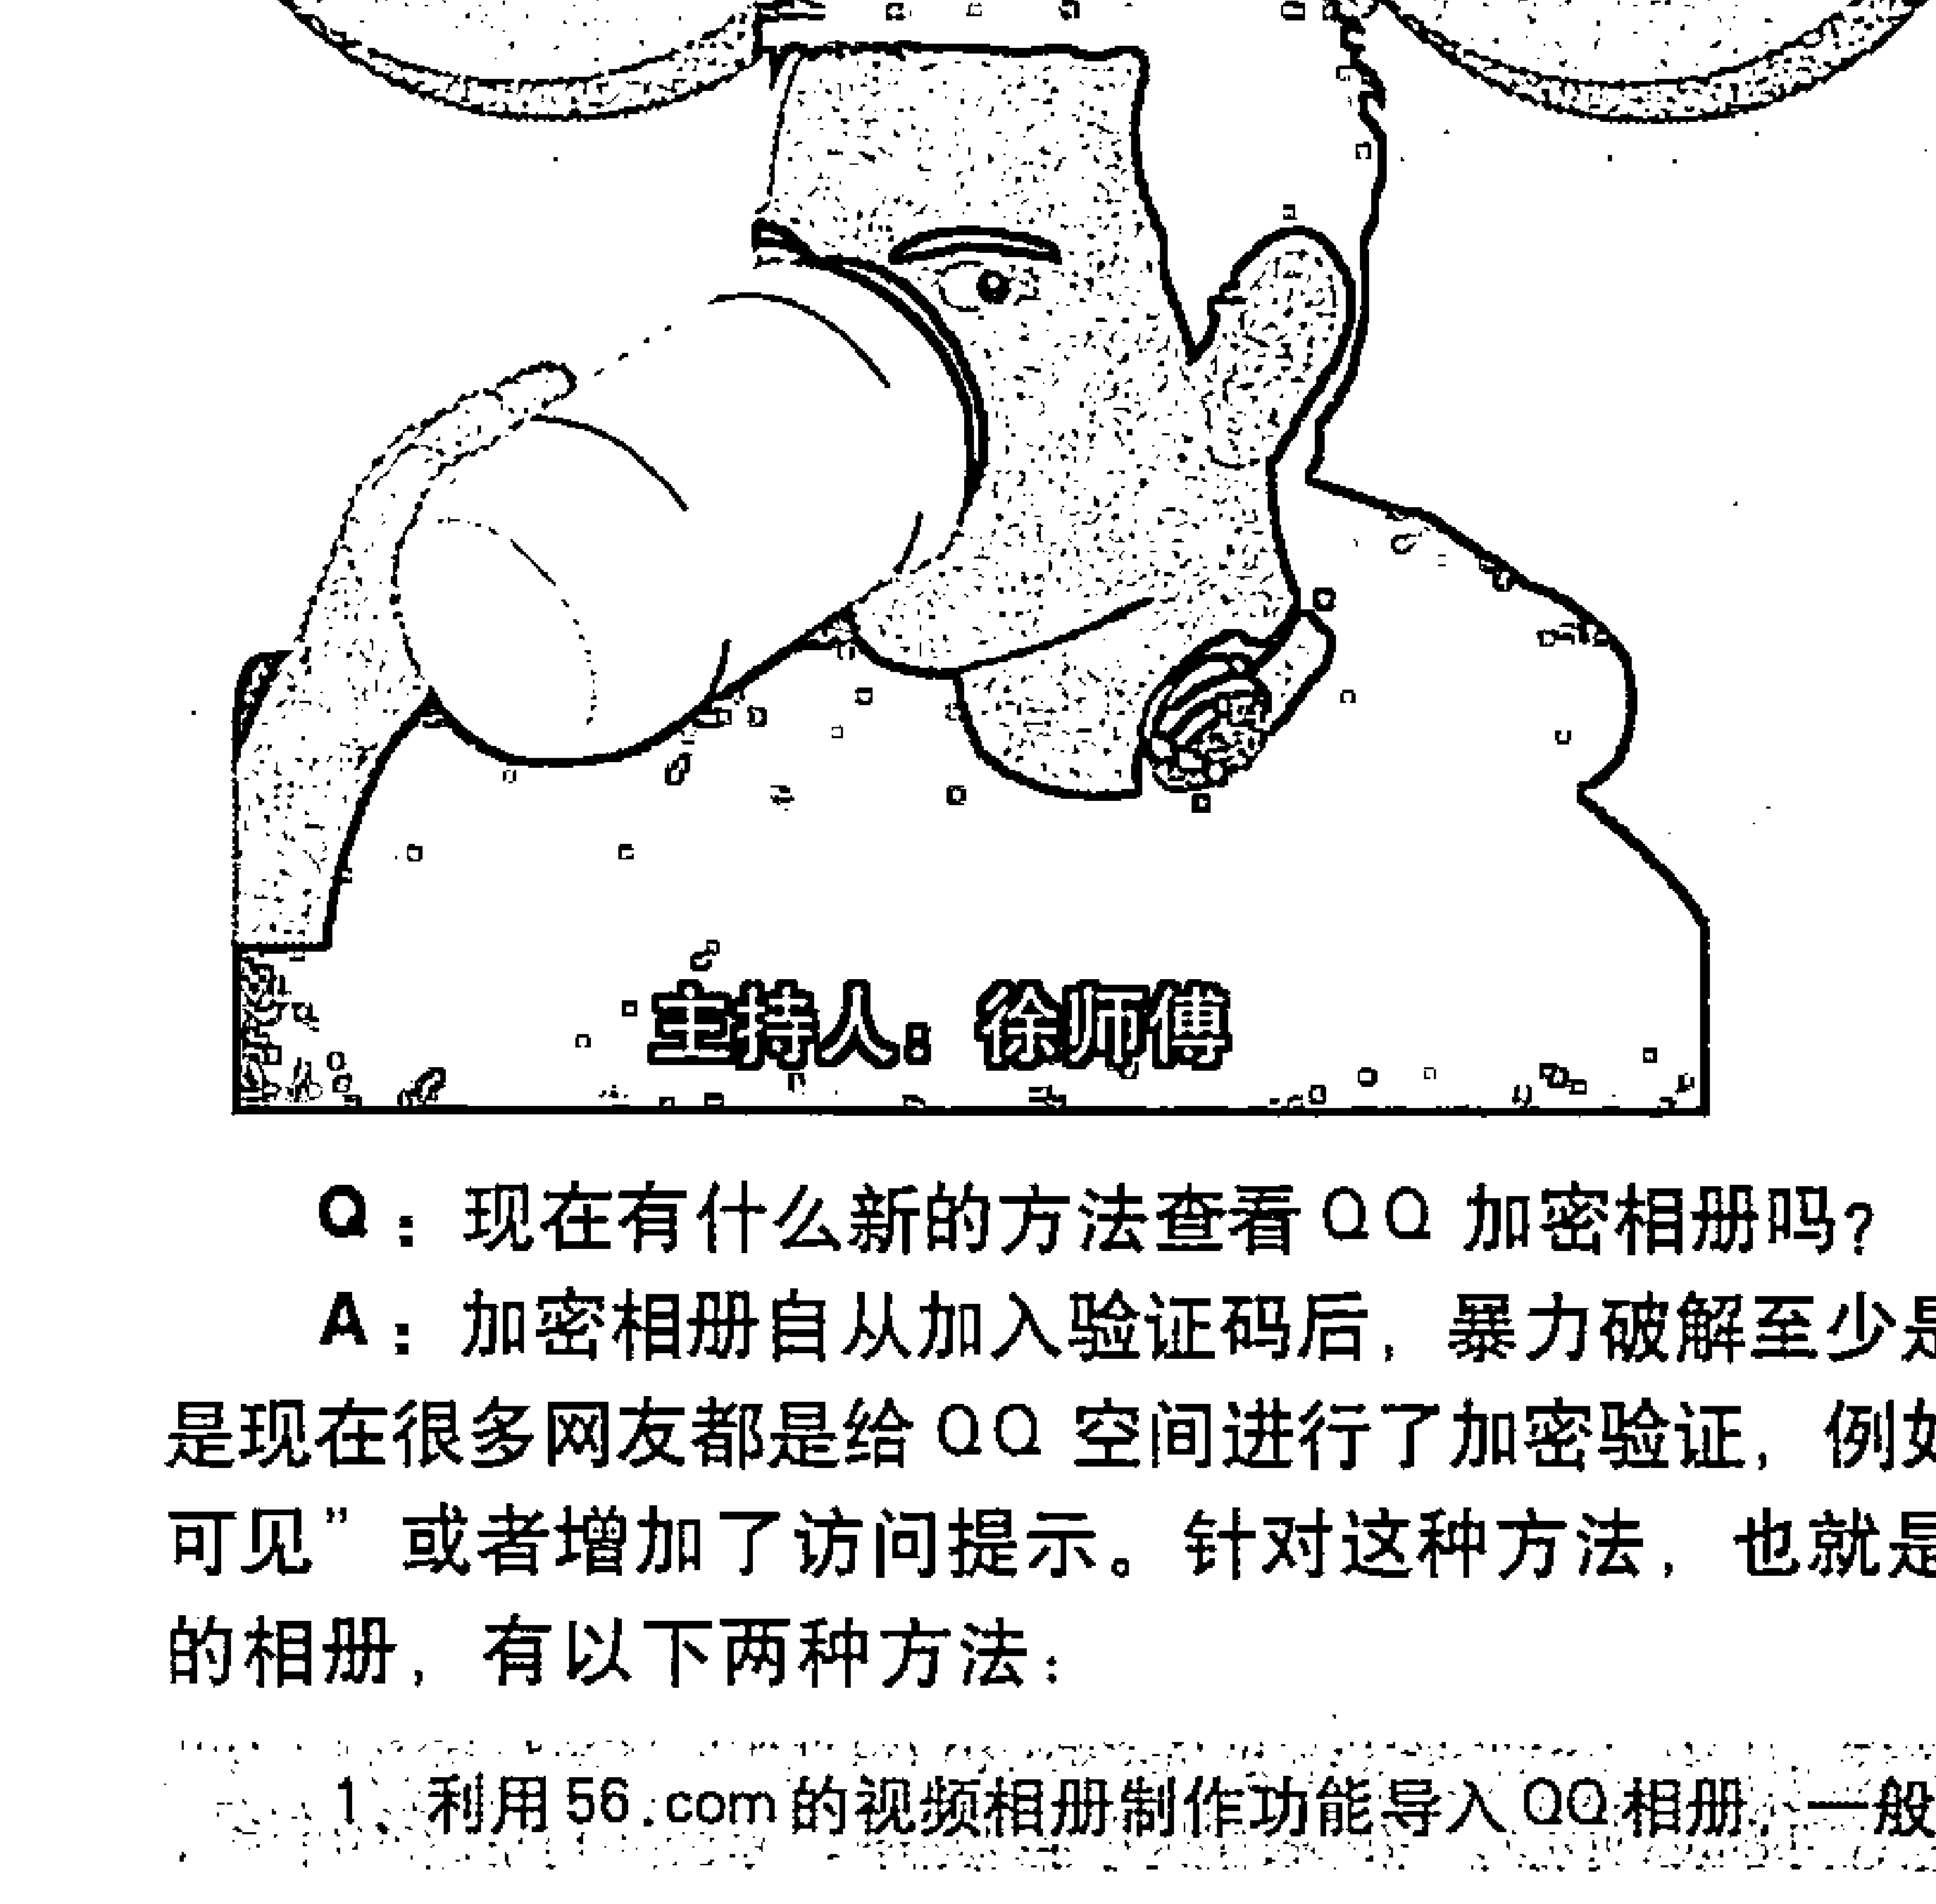 主持人：徐师傅
Q：现在有什么新的方法查看QQ 加密相册吗？
A：加密相册自从加入验证码后，暴力破解至少是
是现在很多网友都是给QQ 空间进行了加密验证，例如
可见”或者增加了访问提示。针对这种方法，也就是
的相册，有以下两种方法：
1、利用56.com的视频相册制作功能导入QQ相册，一般